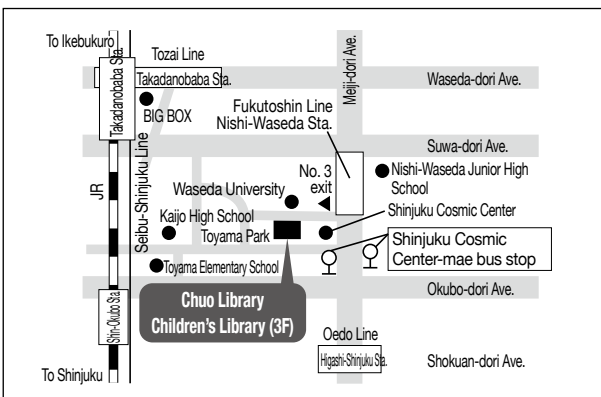 To Ikebukuro
Takadanobaba Sta.
Tozai Line
Takadanobaba Sta.
BIG BOX
Meiji-dori Ave.
Waseda-dori Ave.
Fukutoshin Line
Nishi-Waseda Sta.
Suwa-dori Ave.
JR
Seibu-Shinjuku Line
No. 3
exit
Nishi-Waseda Junior High
School
Waseda University
Kaijo High School
Shinjuku Cosmic Center
Toyama Park
Shinjuku Cosmic
Center-mae bus stop
Toyama Elementary School
Okubo-dori Ave.
Chuo Library
Children's Library (3F)
Shin-Okubo Sta.
Oedo Line
Higashi-Shinjuku Sta.
Shokuan-dori Ave.
To Shinjuku